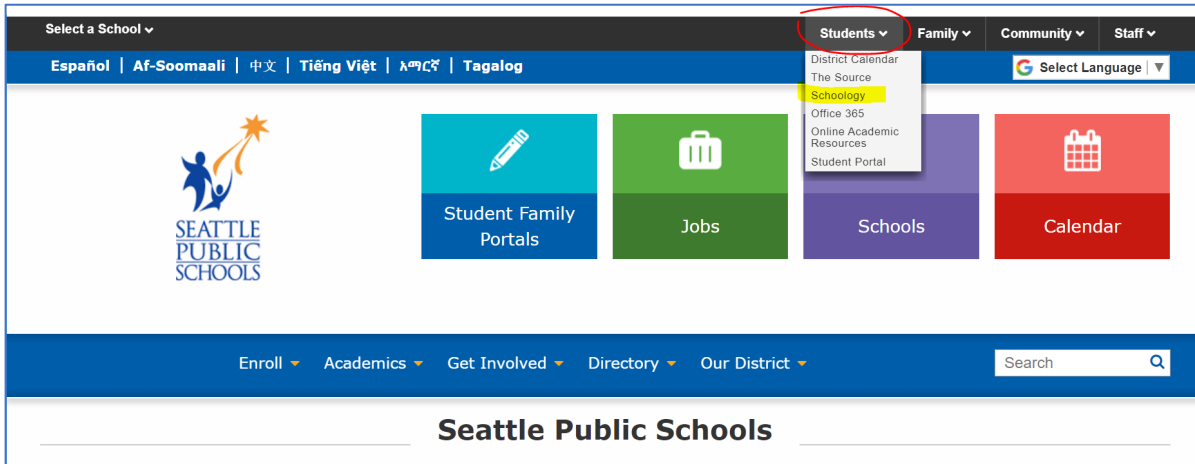 Select a School
Students Family Community Staff
Español | Af-Soomaali | 中文 | Tiếng Việt | አማርኛ | Tagalog
G Select Language
District Calendar
The Source
Schoology
Office 365
Online Academic
Resources
Student Portal
SEATTLE
PUBLIC
SCHOOLS
Student Family
Portals
Jobs
Schools
Calendar
Enroll Academics Get Involved Directory Our District
Search
Seattle Public Schools